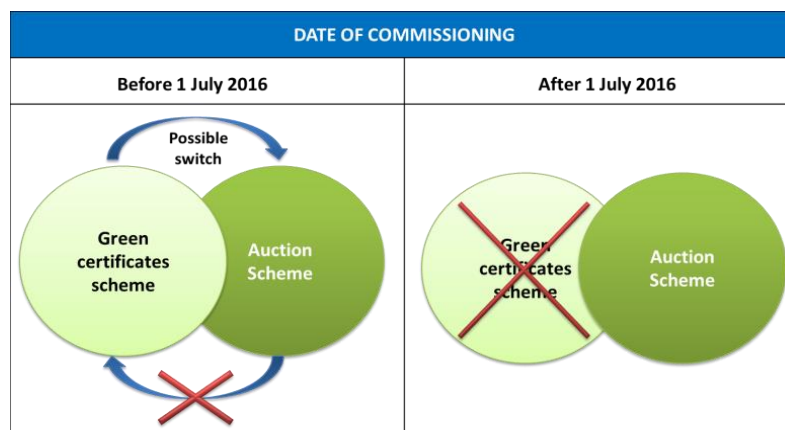 DATE OF COMMISSIONING
Before 1 July 2016
After 1 July 2016
Possible
switch
Green
certificates
scheme
Auction
Scheme
Green
certificates
scheme
Auction
Scheme